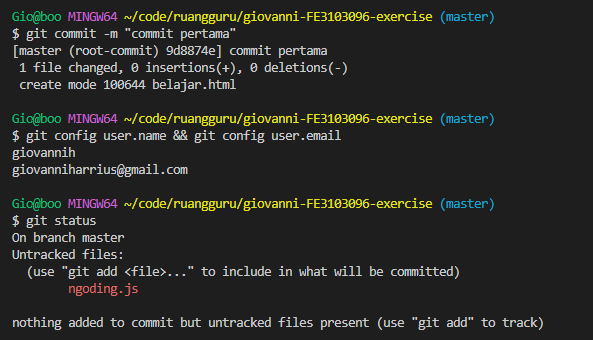 Gio@boo MINGW64 ~/code/ruangguru/giovanni-FE3103096-exercise (master)
$ git commit -m "commit pertama"
[master (root-commit) 9d8874e] commit pertama
 1 file changed, 0 insertions(+), 0 deletions(-)
 create mode 100644 belajar.html

Gio@boo MINGW64 ~/code/ruangguru/giovanni-FE3103096-exercise (master)
$ git config user.name && git config user.email
giovannih
giovanniharrius@gmail.com

Gio@boo MINGW64 ~/code/ruangguru/giovanni-FE3103096-exercise (master)
$ git status
On branch master
Untracked files:
  (use "git add <file>..." to include in what will be committed)
        ngoding.js

nothing added to commit but untracked files present (use "git add" to track)